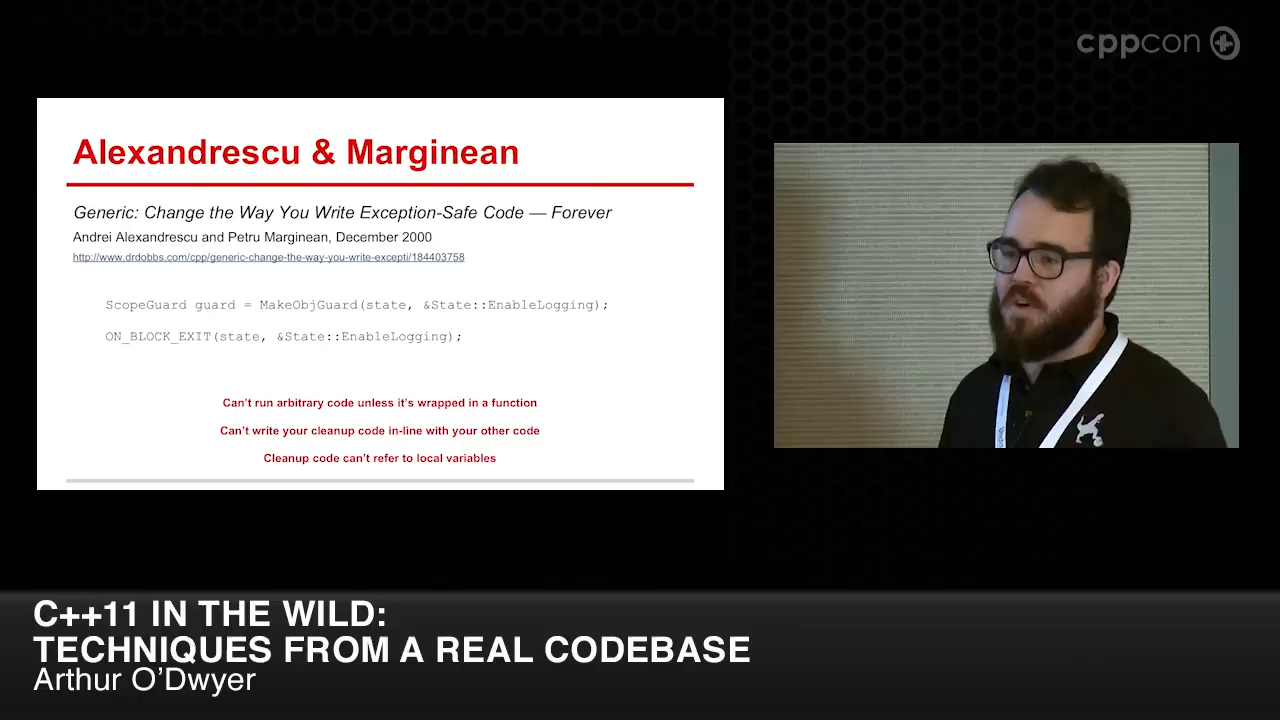 cppcon
Alexandrescu & Marginean
Generic: Change the Way You Write Exception-Safe Code — Forever
Andrei Alexandrescu and Petru Marginean, December 2000
http://www.drdobbs.com/cpp/generic-change-the-way-you-write-excepti/184403758
ScopeGuard guard = MakeObjGuard(state, &State::EnableLogging);
ON_BLOCK_EXIT(state, &State::EnableLogging);
Can't run arbitrary code unless it's wrapped in a function
Can't write your cleanup code in-line with your other code
Cleanup code can't refer to local variables
C++11 IN THE WILD:
TECHNIQUES FROM A REAL CODEBASE
Arthur O'Dwyer